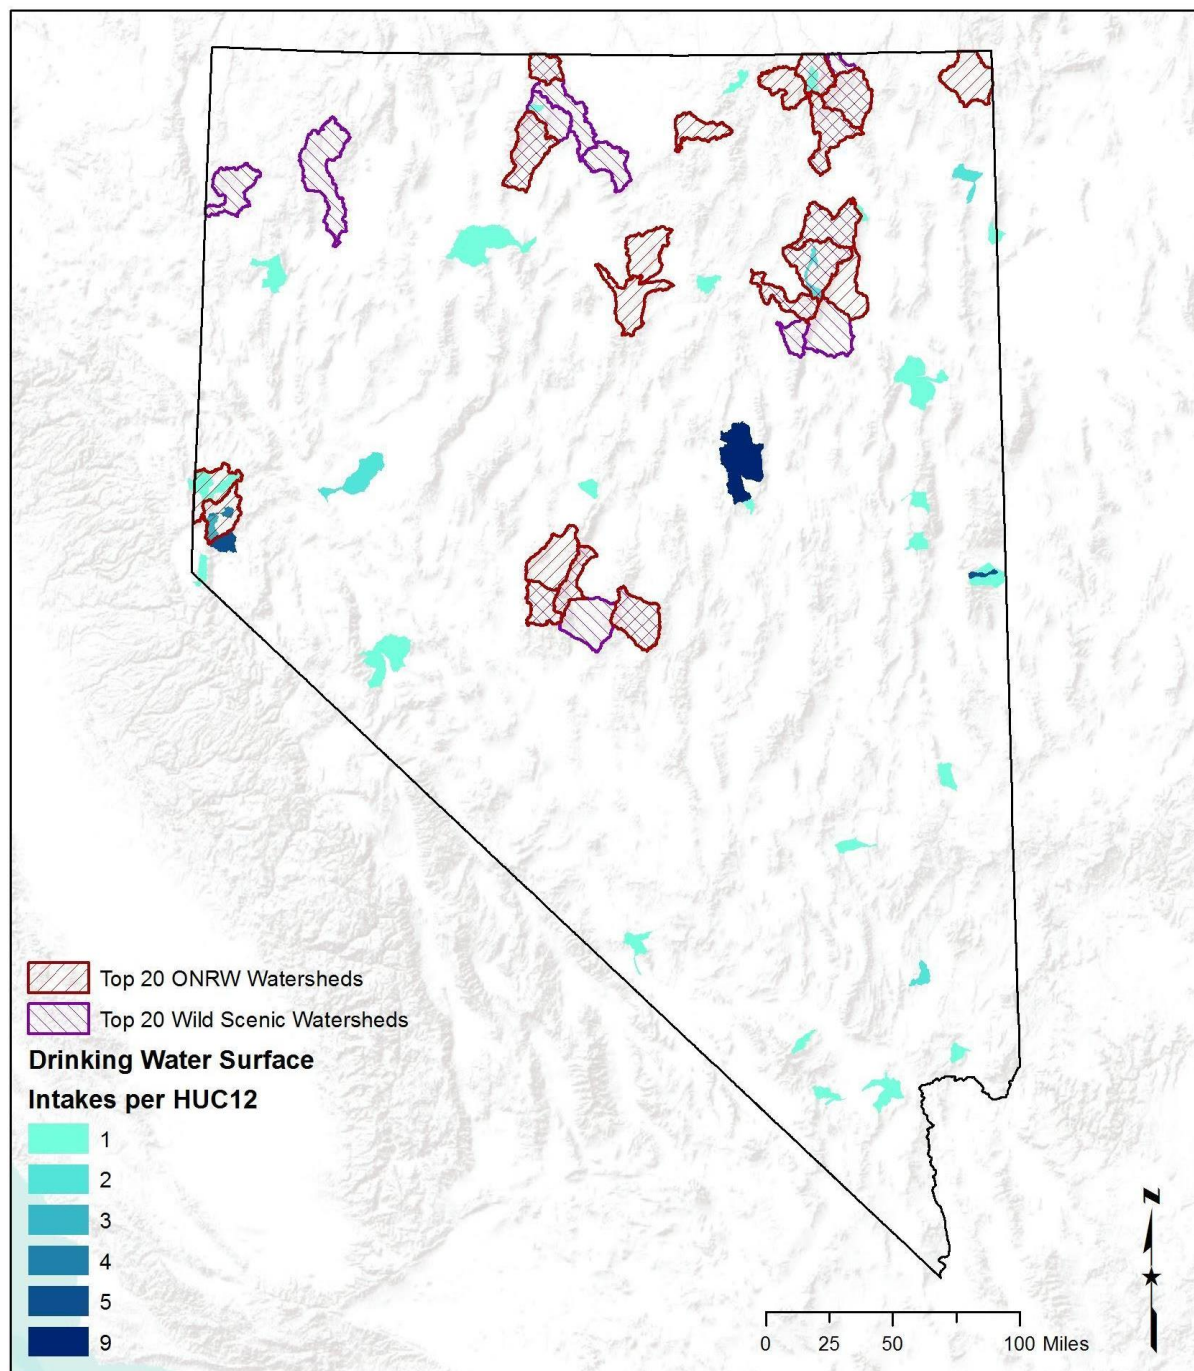 Top 20 ONRW Watersheds
Top 20 Wild Scenic Watersheds
Drinking Water Surface
Intakes per HUC12
1
2
3
4
5
9
N
0 25 50 100 Miles